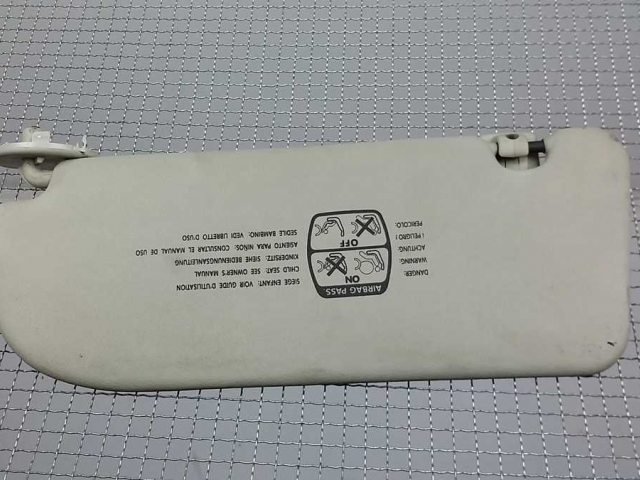 AIRBAG PASS.
ON
OFF
DANGER:
WARNING:
ACHTUNG:
¡ PELIGRO !
PERICOLO:
SIEGE ENFANT: VOIR GUIDE D'UTILISATION
CHILD SEAT: SEE OWNER'S MANUAL
KINDERSITZ: SIEHE BEDIENUNGSANLEITUNG
ASIENTO PARA NIÑOS: CONSULTAR EL MANUAL DE USO
SEDILE BAMBINO: VEDI LIBRETTO D'USO